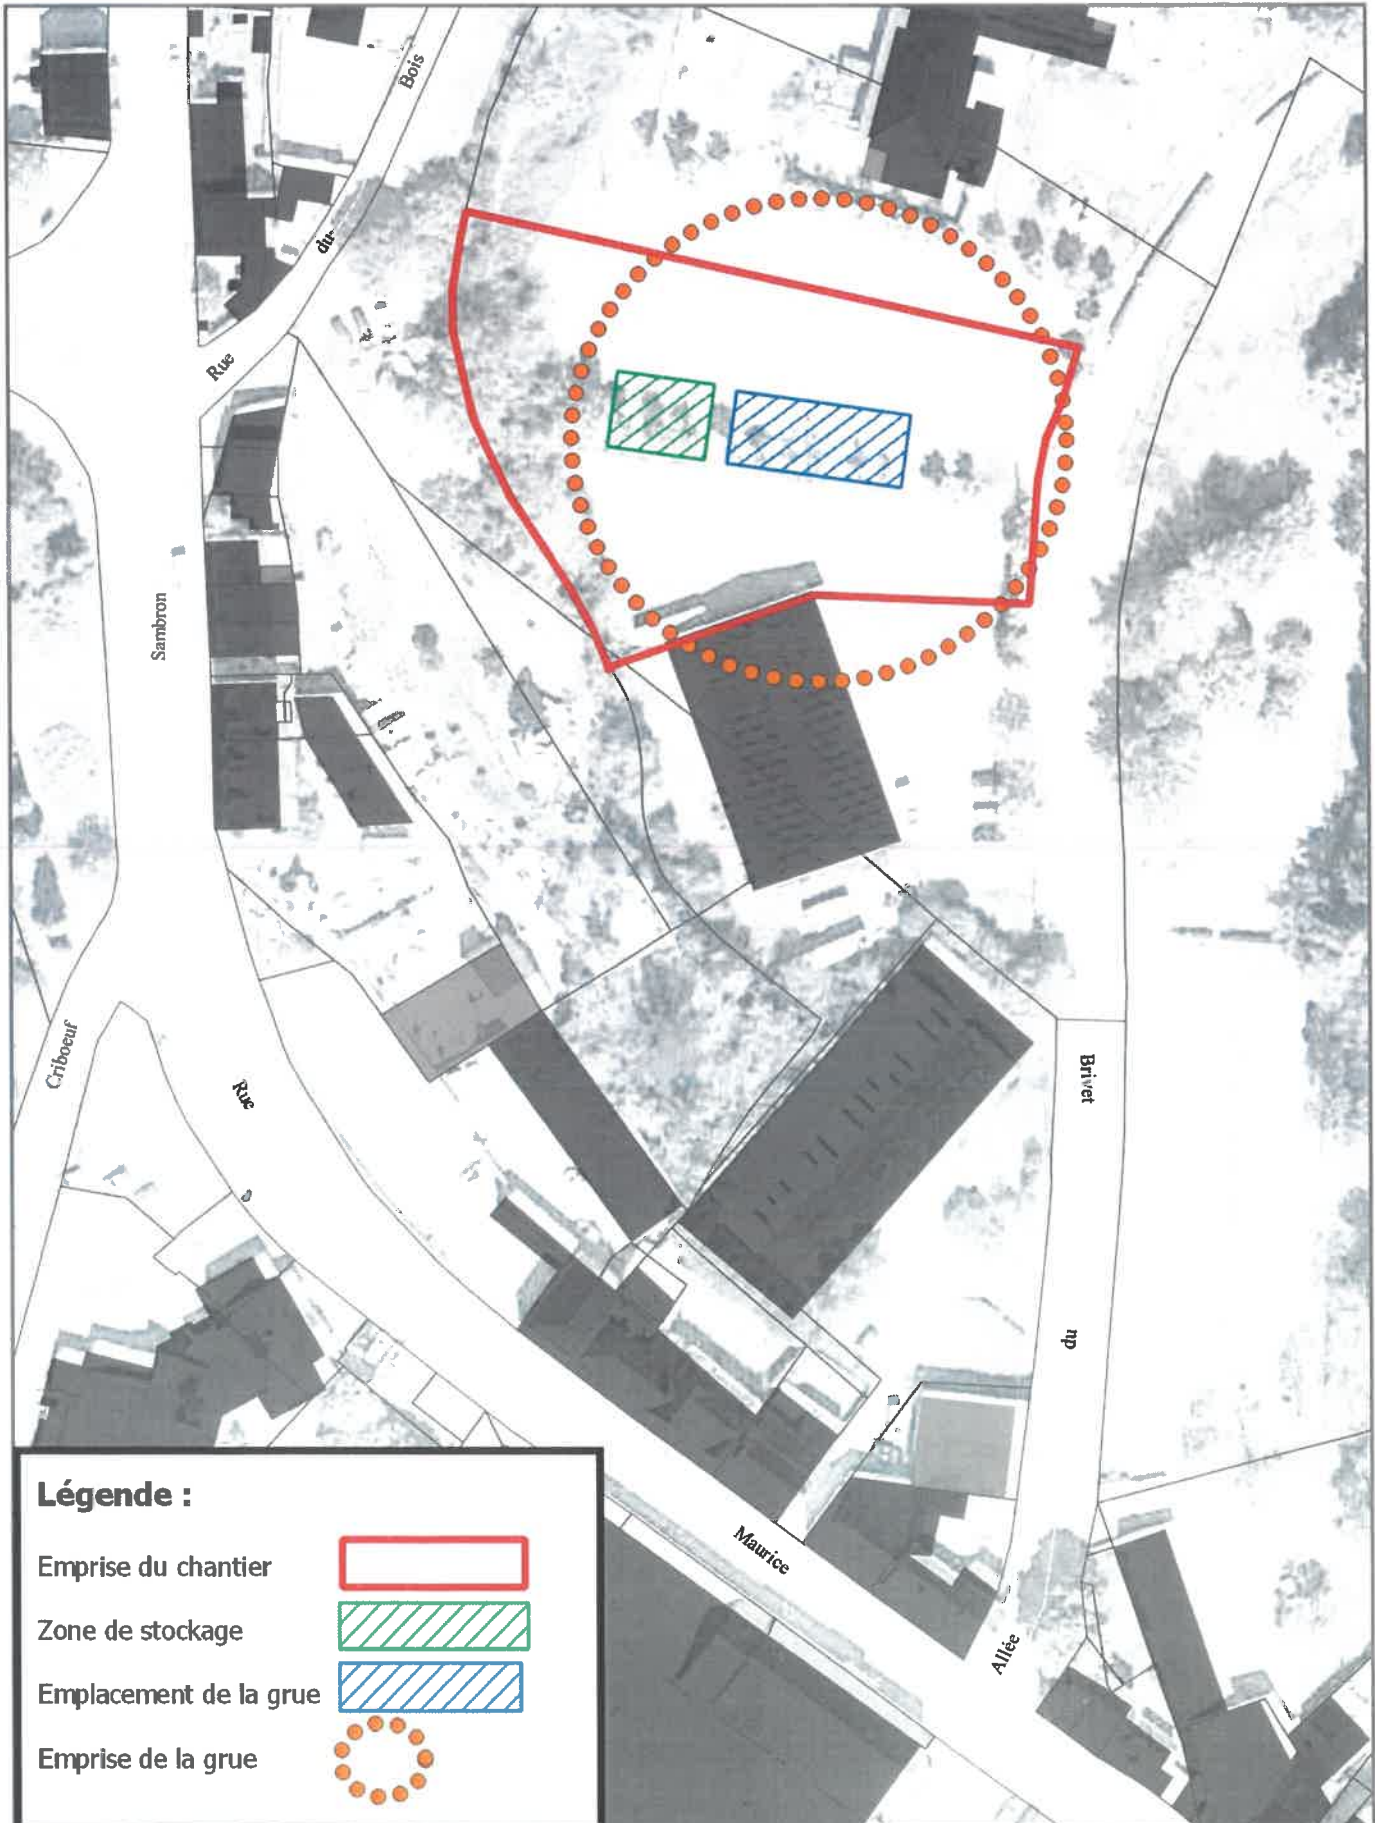 Bois
du
Rue
Sambron
Criboeuf
Rue
Brivet
du
Maurice
Allée
Légende :
Emprise du chantier
Zone de stockage
Emplacement de la grue
Emprise de la grue